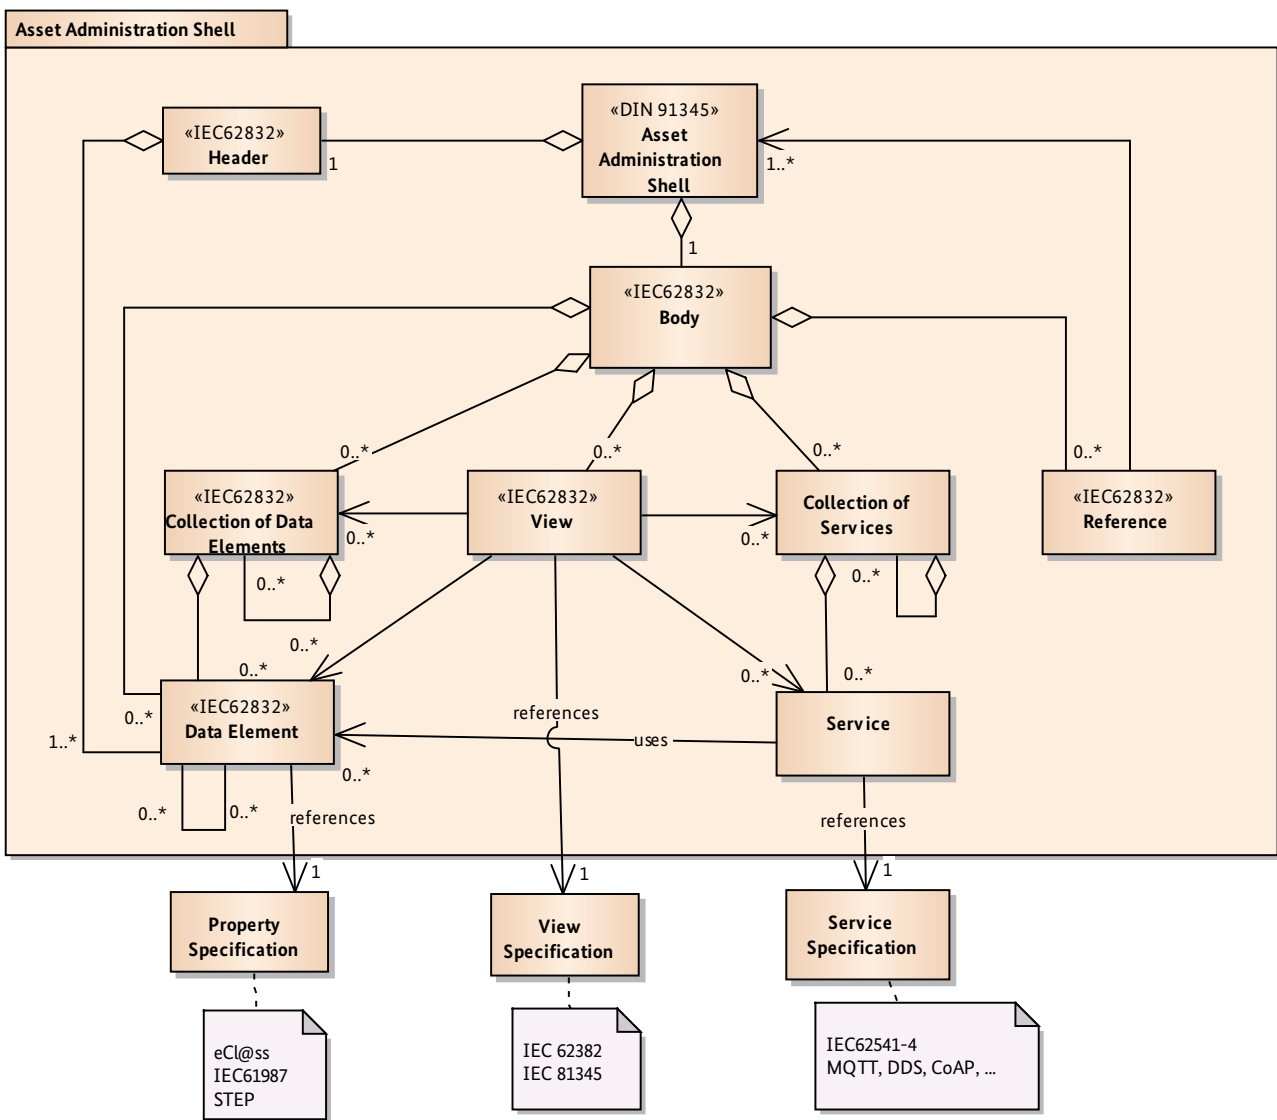 Asset Administration Shell
«IEC62832»
Header
1
«DIN 91345»
Asset
Administration
Shell
1..*
1
«IEC62832»
Body
0..*
0..*
0..*
0..*
«IEC62832»
Collection of Data
Elements
0..*
«IEC62832»
View
0..*
Collection of
Services
«IEC62832»
Reference
0..*
0..*
0..*
0..*
0..*
0..*
«IEC62832»
Data Element
0..*
1..*
0..*
references
uses
Service
0..*
0..*
references
references
1
1
1
Property
Specification
View
Specification
Service
Specification
eCl@ss
IEC61987
STEP
IEC 62382
IEC 81345
IEC62541-4
MQTT, DDS, CoAP, ...